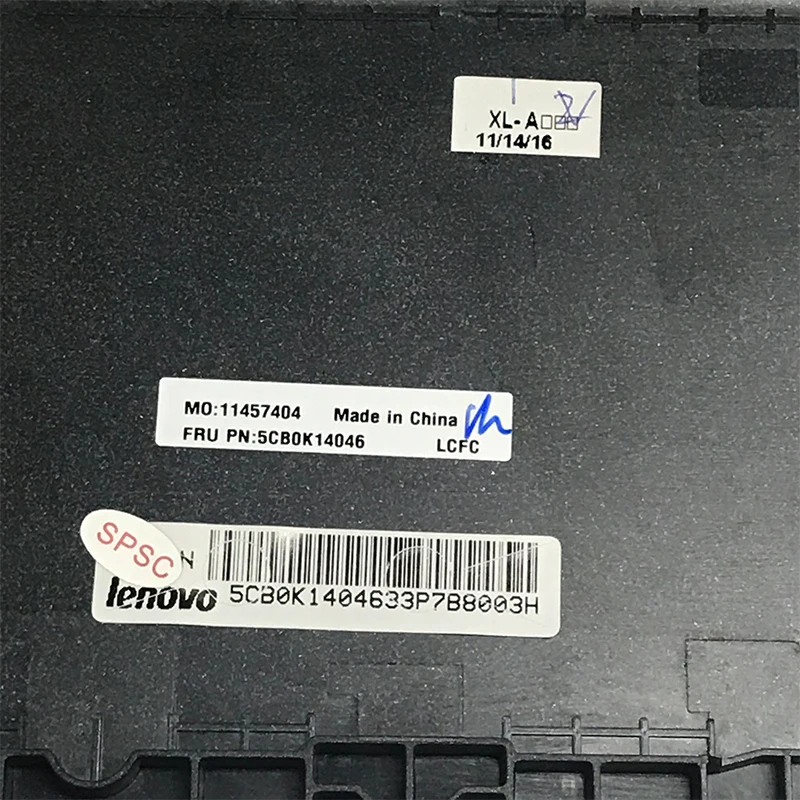 XL-A□□□
11/14/16
MO:11457404 Made in China
FRU PN:5CB0K14046 LCFC
SPSC
N
lenovo 5CB0K1404633P7B8003H